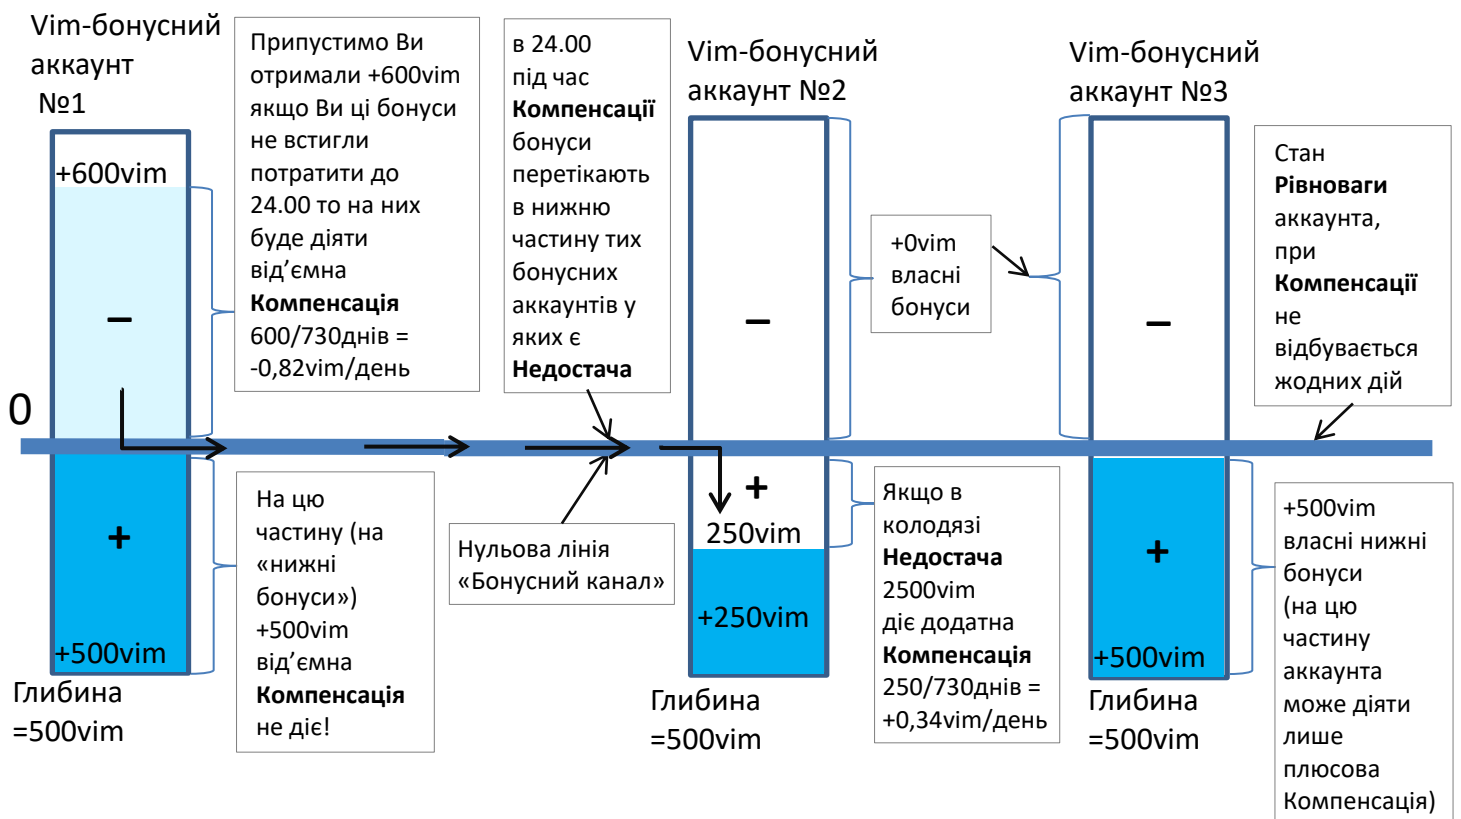 Vim-бонусний
аккаунт
№1
Припустимо Ви
отримали +600vim
якщо Ви ці бонуси
не встигли
потратити до
24.00 то на них
буде діяти
від’ємна
Компенсація
600/730днів =
-0,82vim/день
в 24.00
під час
Компенсації
бонуси
перетікають
в нижню
частину тих
бонусних
аккаунтів у
яких є
Недостача
Vim-бонусний
аккаунт №2
Vim-бонусний
аккаунт №3
+600vim
–
0
+
+500vim
Глибина
=500vim
На цю
частину (на
«нижні
бонуси»)
+500vim
від’ємна
Компенсація
не діє!
Нульова лінія
«Бонусний канал»
–
+
250vim
+250vim
Глибина
=500vim
+0vim
власні
бонуси
Якщо в
колодязі
Недостача
2500vim
діє додатна
Компенсація
250/730днів =
+0,34vim/день
–
+
+500vim
Глибина
=500vim
Стан
Рівноваги
аккаунта,
при
Компенсації
не
відбувається
жодних дій
+500vim
власні нижні
бонуси
(на цю
частину
аккаунта
може діяти
лише
плюсова
Компенсація)